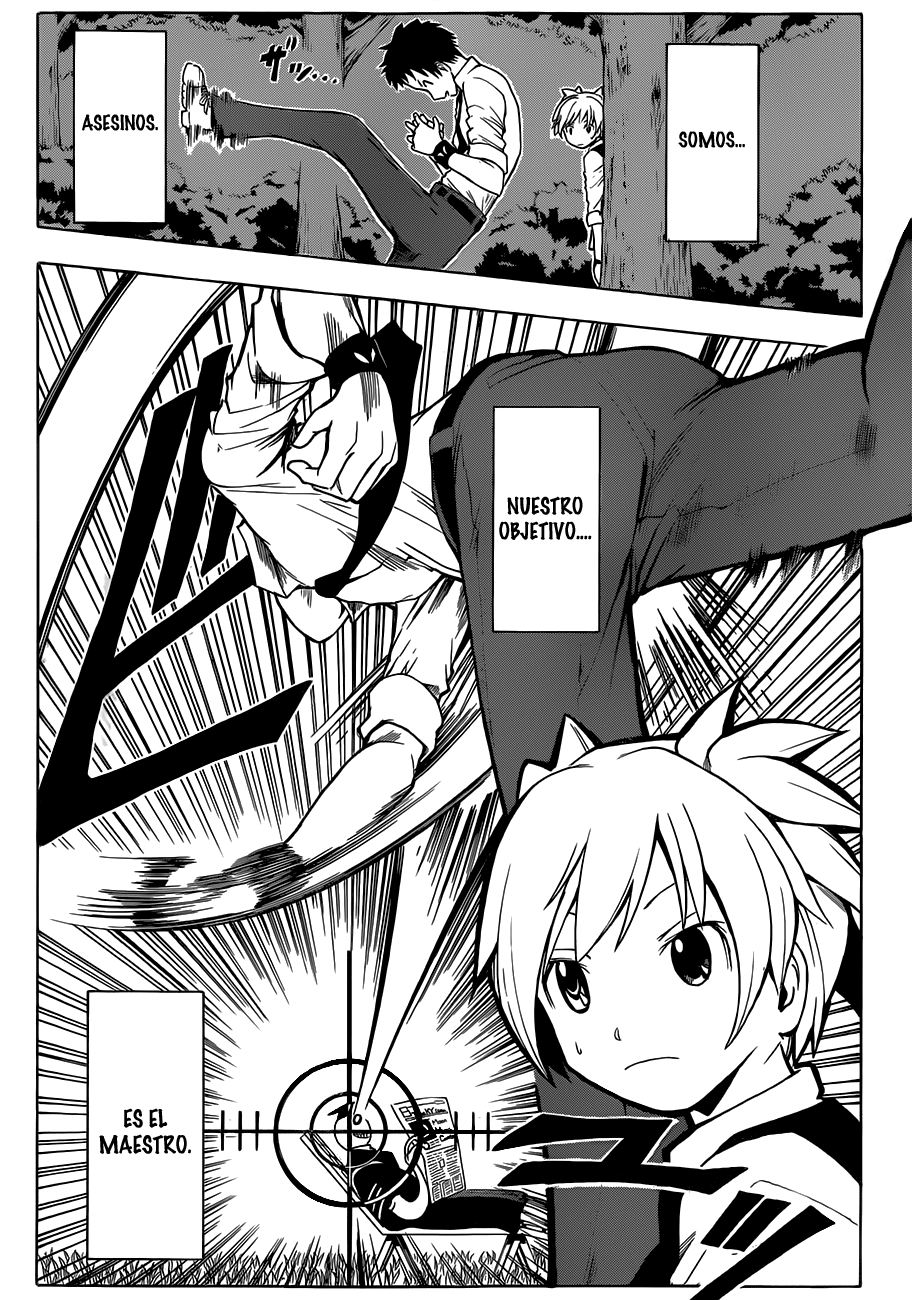 SOMOS...
ザッ...
ASESINOS.
NUESTRO
OBJETIVO....
ES EL
MAESTRO.